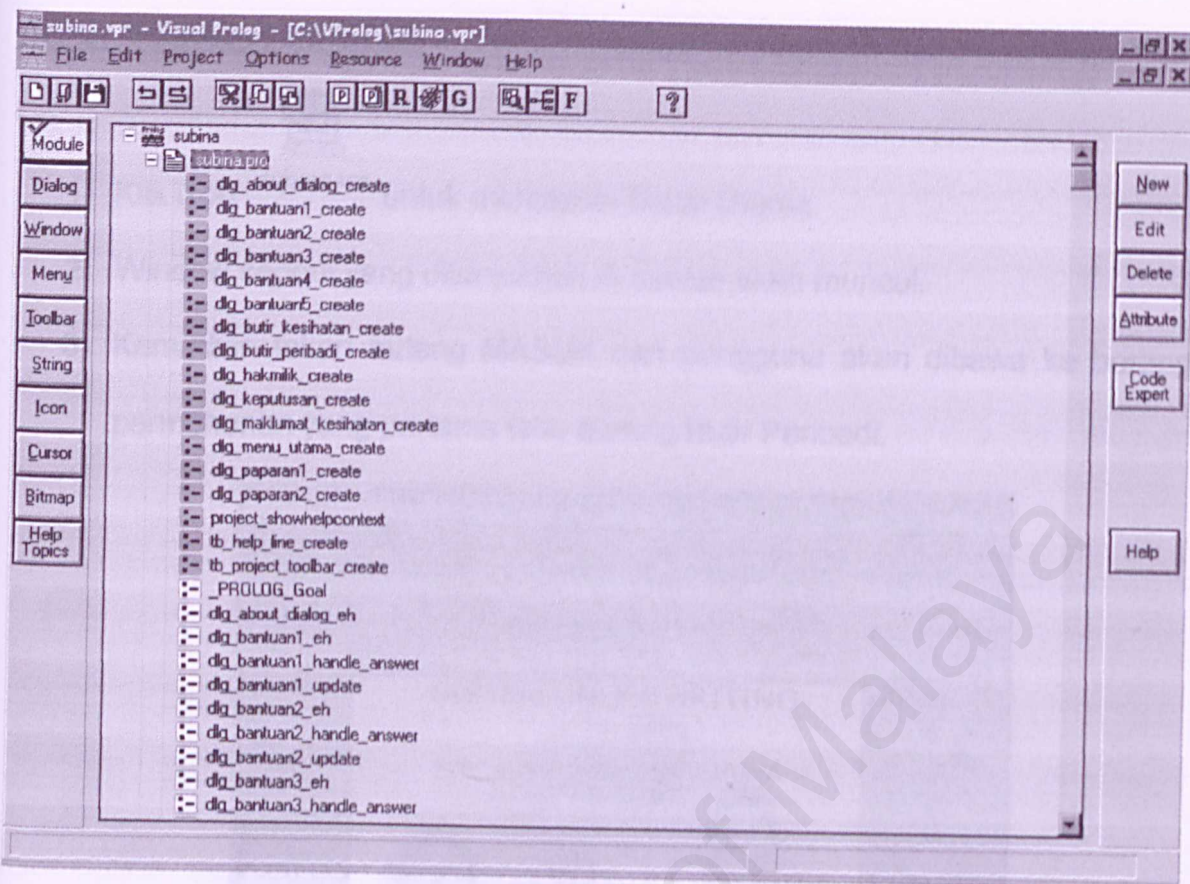 subina.vpr - Visual Prolog - [C:\VProlog\subina.vpr]
File Edit Project Options Resource Window Help
R G F ?
Module
Dialog
Window
Menu
Toolbar
String
Icon
Cursor
Bitmap
Help Topics
subina
subina.pro
dlg_about_dialog_create
dlg_bantuan1_create
dlg_bantuan2_create
dlg_bantuan3_create
dlg_bantuan4_create
dlg_bantuan5_create
dlg_butir_kesihatan_create
dlg_butir_peribadi_create
dlg_hakmilik_create
dlg_keputusan_create
dlg_maklumat_kesihatan_create
dlg_menu_utama_create
dlg_paparan1_create
dlg_paparan2_create
project_showhelpcontext
tb_help_line_create
tb_project_toolbar_create
_PROLOG_Goal
dlg_about_dialog_eh
dlg_bantuan1_eh
dlg_bantuan1_handle_answer
dlg_bantuan1_update
dlg_bantuan2_eh
dlg_bantuan2_handle_answer
dlg_bantuan2_update
dlg_bantuan3_eh
dlg_bantuan3_handle_answer
New
Edit
Delete
Attribute
Code
Expert
Help
of Malaya